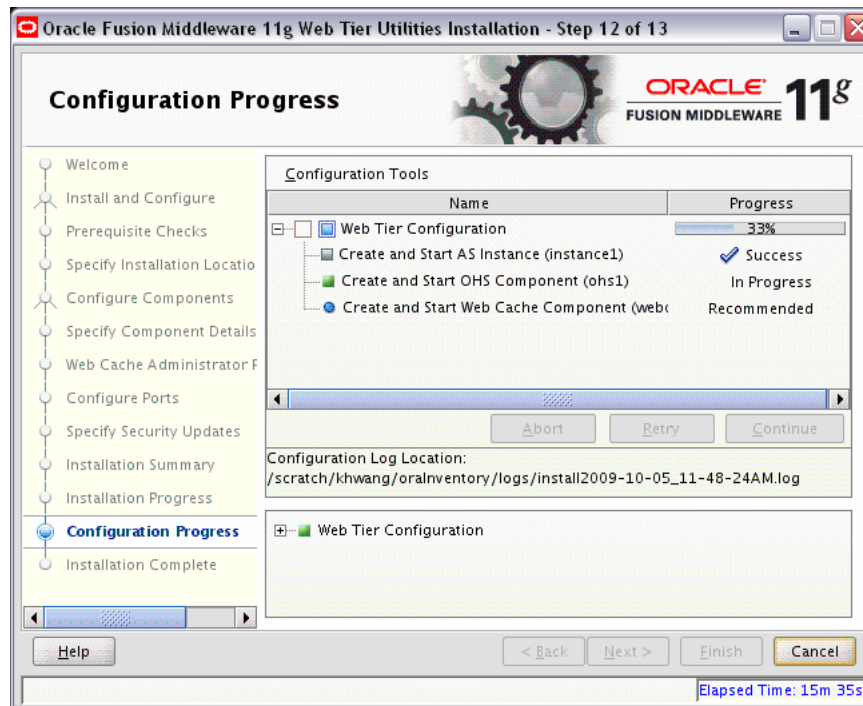 Oracle Fusion Middleware 11g Web Tier Utilities Installation - Step 12 of 13
Configuration Progress
ORACLE
FUSION MIDDLEWARE 11g
Welcome
Install and Configure
Prerequisite Checks
Specify Installation Locatio
Configure Components
Specify Component Details
Web Cache Administrator P
Configure Ports
Specify Security Updates
Installation Summary
Installation Progress
Configuration Progress
Installation Complete
Configuration Tools
Name Progress
Web Tier Configuration 33%
Create and Start AS Instance (instance1) Success
Create and Start OHS Component (ohs1) In Progress
Create and Start Web Cache Component (webc Recommended
Abort Retry Continue
Configuration Log Location:
/scratch/khwang/oraInventory/logs/install2009-10-05_11-48-24AM.log
Web Tier Configuration
Help < Back Next > Finish Cancel
Elapsed Time: 15m 35s